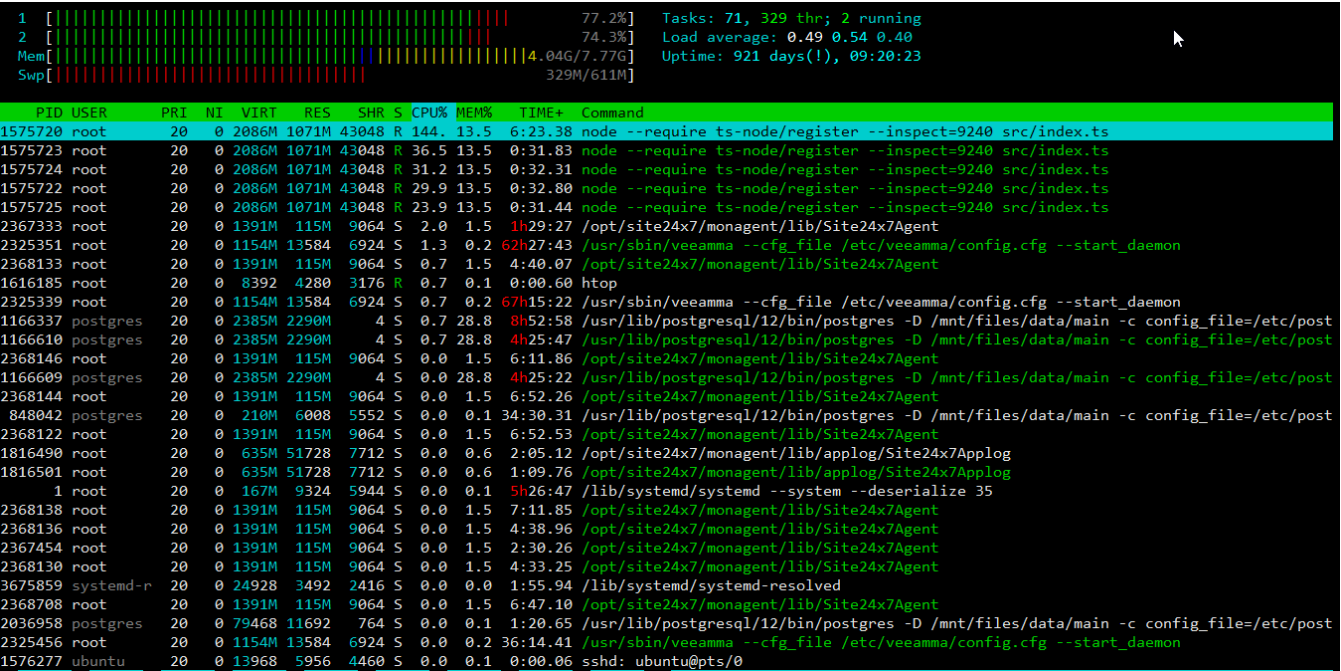 1 [||||||||||||||||||||||||||||||||||||||||||||||||||| 77.2%] Tasks: 71, 329 thr; 2 running
2 [||||||||||||||||||||||||||||||||||||||||||||||||| 74.3%] Load average: 0.49 0.54 0.40
Mem[|||||||||||||||||||||||||||||||||||||||||||||||||||||4.04G/7.77G] Uptime: 921 days(!), 09:20:23
Swp[||||||||||||||||||||||||||||||||||| 329M/611M]
PID USER PRI NI VIRT RES SHR S CPU% MEM% TIME+ Command
1575720 root 20 0 2086M 1071M 43048 R 144. 13.5 6:23.38 node --require ts-node/register --inspect=9240 src/index.ts
1575723 root 20 0 2086M 1071M 43048 R 36.5 13.5 0:31.83 node --require ts-node/register --inspect=9240 src/index.ts
1575724 root 20 0 2086M 1071M 43048 R 31.2 13.5 0:32.31 node --require ts-node/register --inspect=9240 src/index.ts
1575722 root 20 0 2086M 1071M 43048 R 29.9 13.5 0:32.80 node --require ts-node/register --inspect=9240 src/index.ts
1575725 root 20 0 2086M 1071M 43048 R 23.9 13.5 0:31.44 node --require ts-node/register --inspect=9240 src/index.ts
2367333 root 20 0 1391M 115M 9064 S 2.0 1.5 1h29:27 /opt/site24x7/monagent/lib/Site24x7Agent
2325351 root 20 0 1154M 13584 6924 S 1.3 0.2 62h27:43 /usr/sbin/veeamma --cfg_file /etc/veeamma/config.cfg --start_daemon
2368133 root 20 0 1391M 115M 9064 S 0.7 1.5 4:40.07 /opt/site24x7/monagent/lib/Site24x7Agent
1616185 root 20 0 8392 4280 3176 R 0.7 0.1 0:00.60 htop
2325339 root 20 0 1154M 13584 6924 S 0.7 0.2 67h15:22 /usr/sbin/veeamma --cfg_file /etc/veeamma/config.cfg --start_daemon
1166337 postgres 20 0 2385M 2290M 4 S 0.7 28.8 8h52:58 /usr/lib/postgresql/12/bin/postgres -D /mnt/files/data/main -c config_file=/etc/post
1166610 postgres 20 0 2385M 2290M 4 S 0.7 28.8 4h25:47 /usr/lib/postgresql/12/bin/postgres -D /mnt/files/data/main -c config_file=/etc/post
2368146 root 20 0 1391M 115M 9064 S 0.0 1.5 6:11.86 /opt/site24x7/monagent/lib/Site24x7Agent
1166609 postgres 20 0 2385M 2290M 4 S 0.0 28.8 4h25:22 /usr/lib/postgresql/12/bin/postgres -D /mnt/files/data/main -c config_file=/etc/post
2368144 root 20 0 1391M 115M 9064 S 0.0 1.5 6:52.26 /opt/site24x7/monagent/lib/Site24x7Agent
848042 postgres 20 0 210M 6008 5552 S 0.0 0.1 34:30.31 /usr/lib/postgresql/12/bin/postgres -D /mnt/files/data/main -c config_file=/etc/post
2368122 root 20 0 1391M 115M 9064 S 0.0 1.5 6:52.53 /opt/site24x7/monagent/lib/Site24x7Agent
1816490 root 20 0 635M 51728 7712 S 0.0 0.6 2:05.12 /opt/site24x7/monagent/lib/applog/Site24x7Applog
1816501 root 20 0 635M 51728 7712 S 0.0 0.6 1:09.76 /opt/site24x7/monagent/lib/applog/Site24x7Applog
1 root 20 0 167M 9324 5944 S 0.0 0.1 5h26:47 /lib/systemd/systemd --system --deserialize 35
2368138 root 20 0 1391M 115M 9064 S 0.0 1.5 7:11.85 /opt/site24x7/monagent/lib/Site24x7Agent
2368136 root 20 0 1391M 115M 9064 S 0.0 1.5 4:38.96 /opt/site24x7/monagent/lib/Site24x7Agent
2367454 root 20 0 1391M 115M 9064 S 0.0 1.5 2:30.26 /opt/site24x7/monagent/lib/Site24x7Agent
2368130 root 20 0 1391M 115M 9064 S 0.0 1.5 4:33.25 /opt/site24x7/monagent/lib/Site24x7Agent
3675859 systemd-r 20 0 24928 3492 2416 S 0.0 0.0 1:55.94 /lib/systemd/systemd-resolved
2368708 root 20 0 1391M 115M 9064 S 0.0 1.5 6:47.10 /opt/site24x7/monagent/lib/Site24x7Agent
2036958 postgres 20 0 79468 11692 764 S 0.0 0.1 1:20.65 /usr/lib/postgresql/12/bin/postgres -D /mnt/files/data/main -c config_file=/etc/post
2325456 root 20 0 1154M 13584 6924 S 0.0 0.2 36:14.41 /usr/sbin/veeamma --cfg_file /etc/veeamma/config.cfg --start_daemon
1576277 ubuntu 20 0 13968 5956 4460 S 0.0 0.1 0:00.06 sshd: ubuntu@pts/0